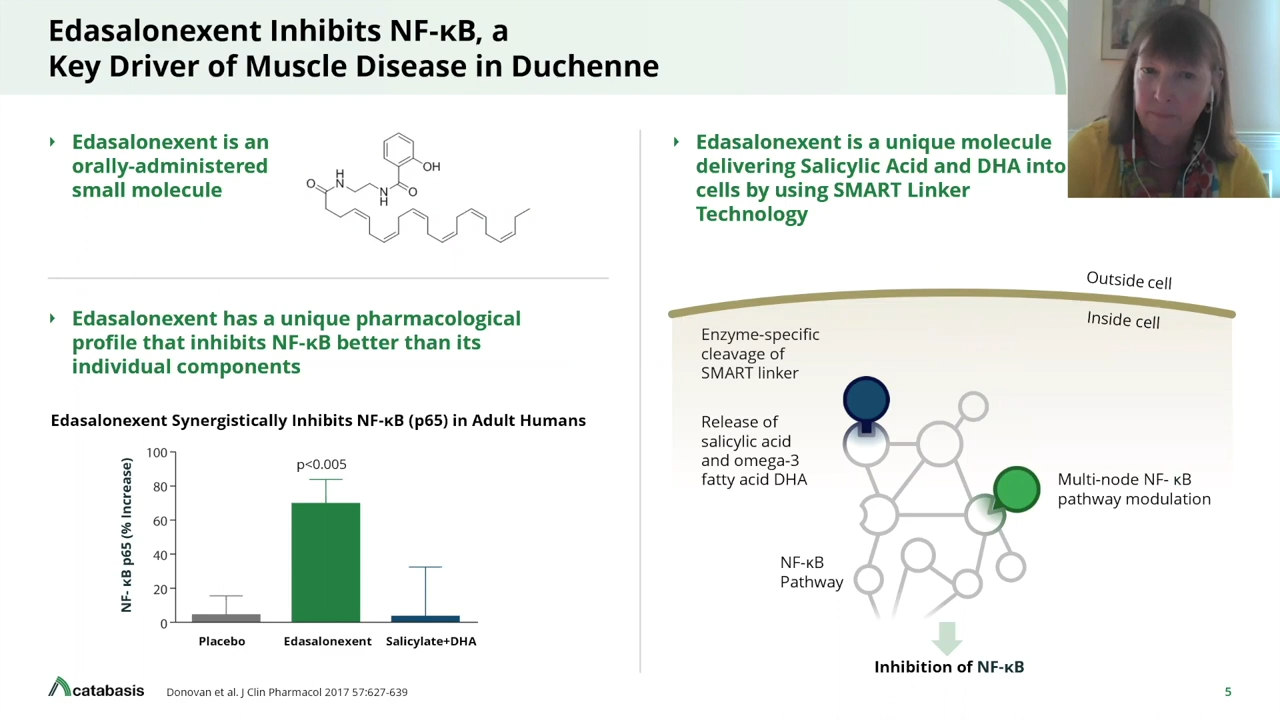 Edasalonexent Inhibits NF-κB, a
Key Driver of Muscle Disease in Duchenne
Edasalonexent is an
orally-administered
small molecule
OH
O
H
N
N
H
O
Edasalonexent has a unique pharmacological
profile that inhibits NF-κB better than its
individual components
Edasalonexent Synergistically Inhibits NF-κB (p65) in Adult Humans
NF- κB p65 (% Increase)
100
80
60
40
20
0
p<0.005
Placebo
Edasalonexent
Salicylate+DHA
Edasalonexent is a unique molecule
delivering Salicylic Acid and DHA into
cells by using SMART Linker
Technology
Outside cell
Inside cell
Enzyme-specific
cleavage of
SMART linker
Release of
salicylic acid
and omega-3
fatty acid DHA
Multi-node NF- κB
pathway modulation
NF-κB
Pathway
Inhibition of NF-κB
catabasis
Donovan et al. J Clin Pharmacol 2017 57:627-639
5